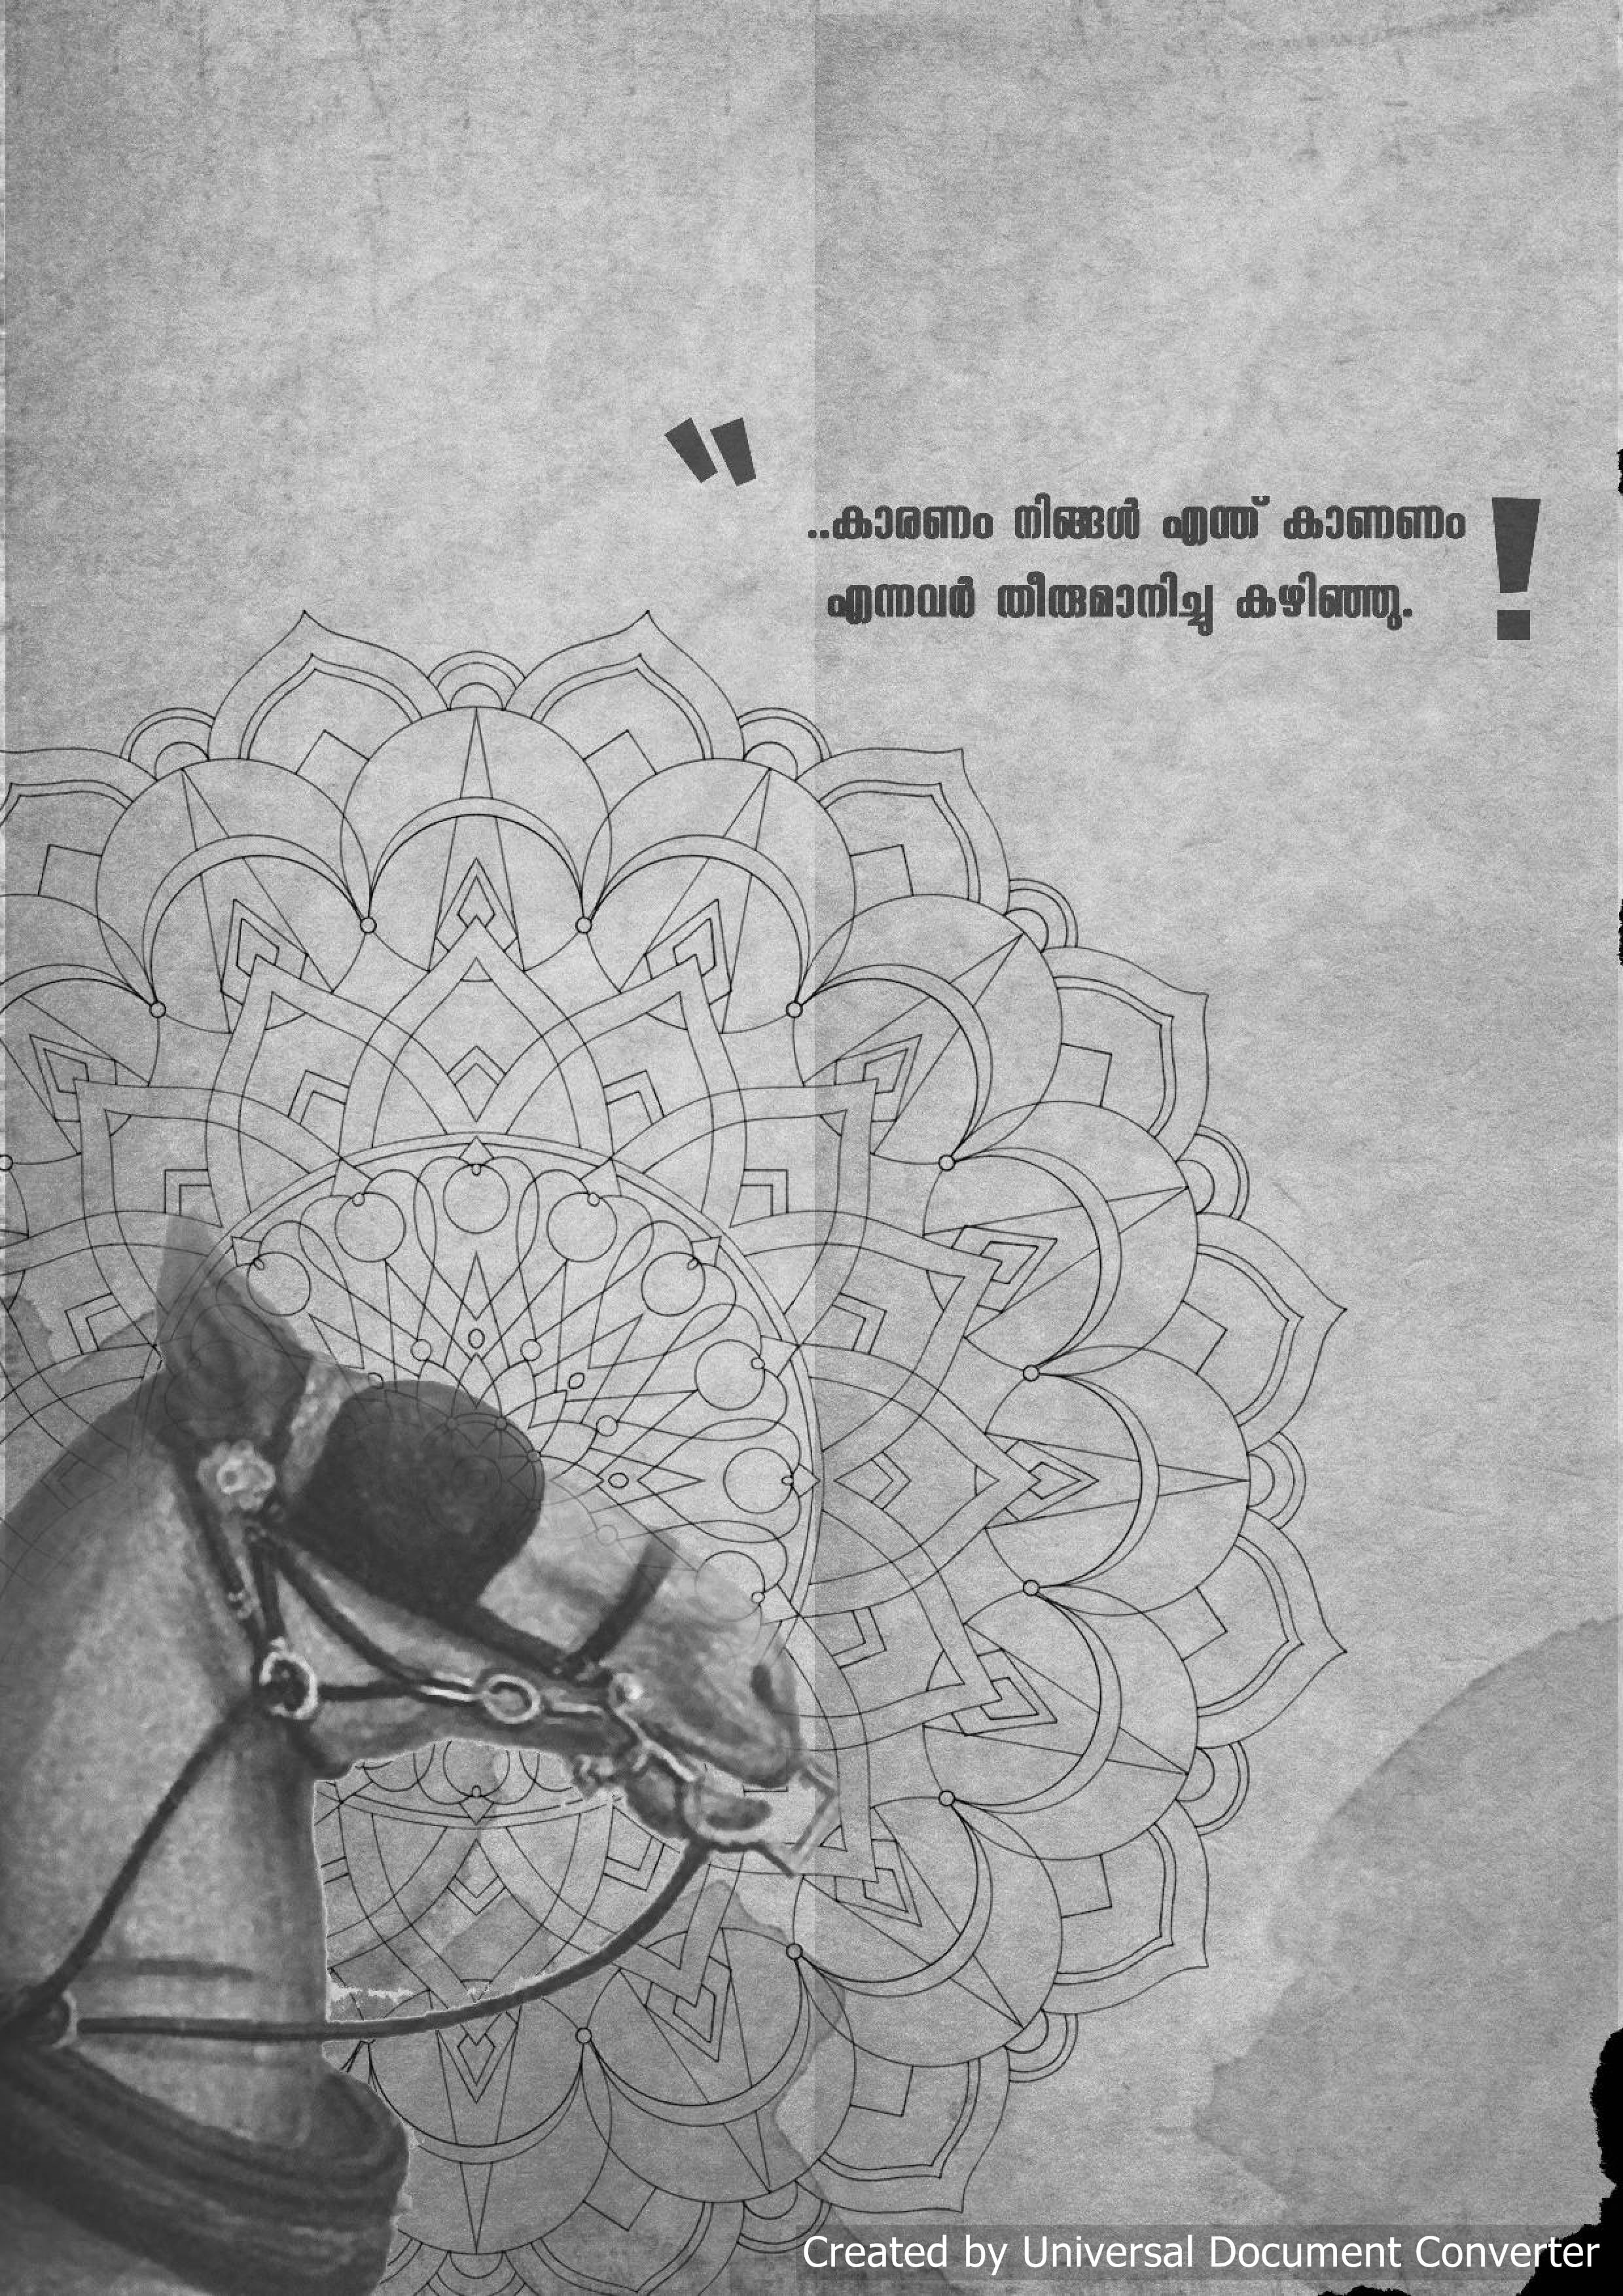 "
..കാരണം നിങ്ങൾ എന്ത് കാണണം
എന്നവർ തീരുമാനിച്ചു കഴിഞ്ഞു. !
Created by Universal Document Converter